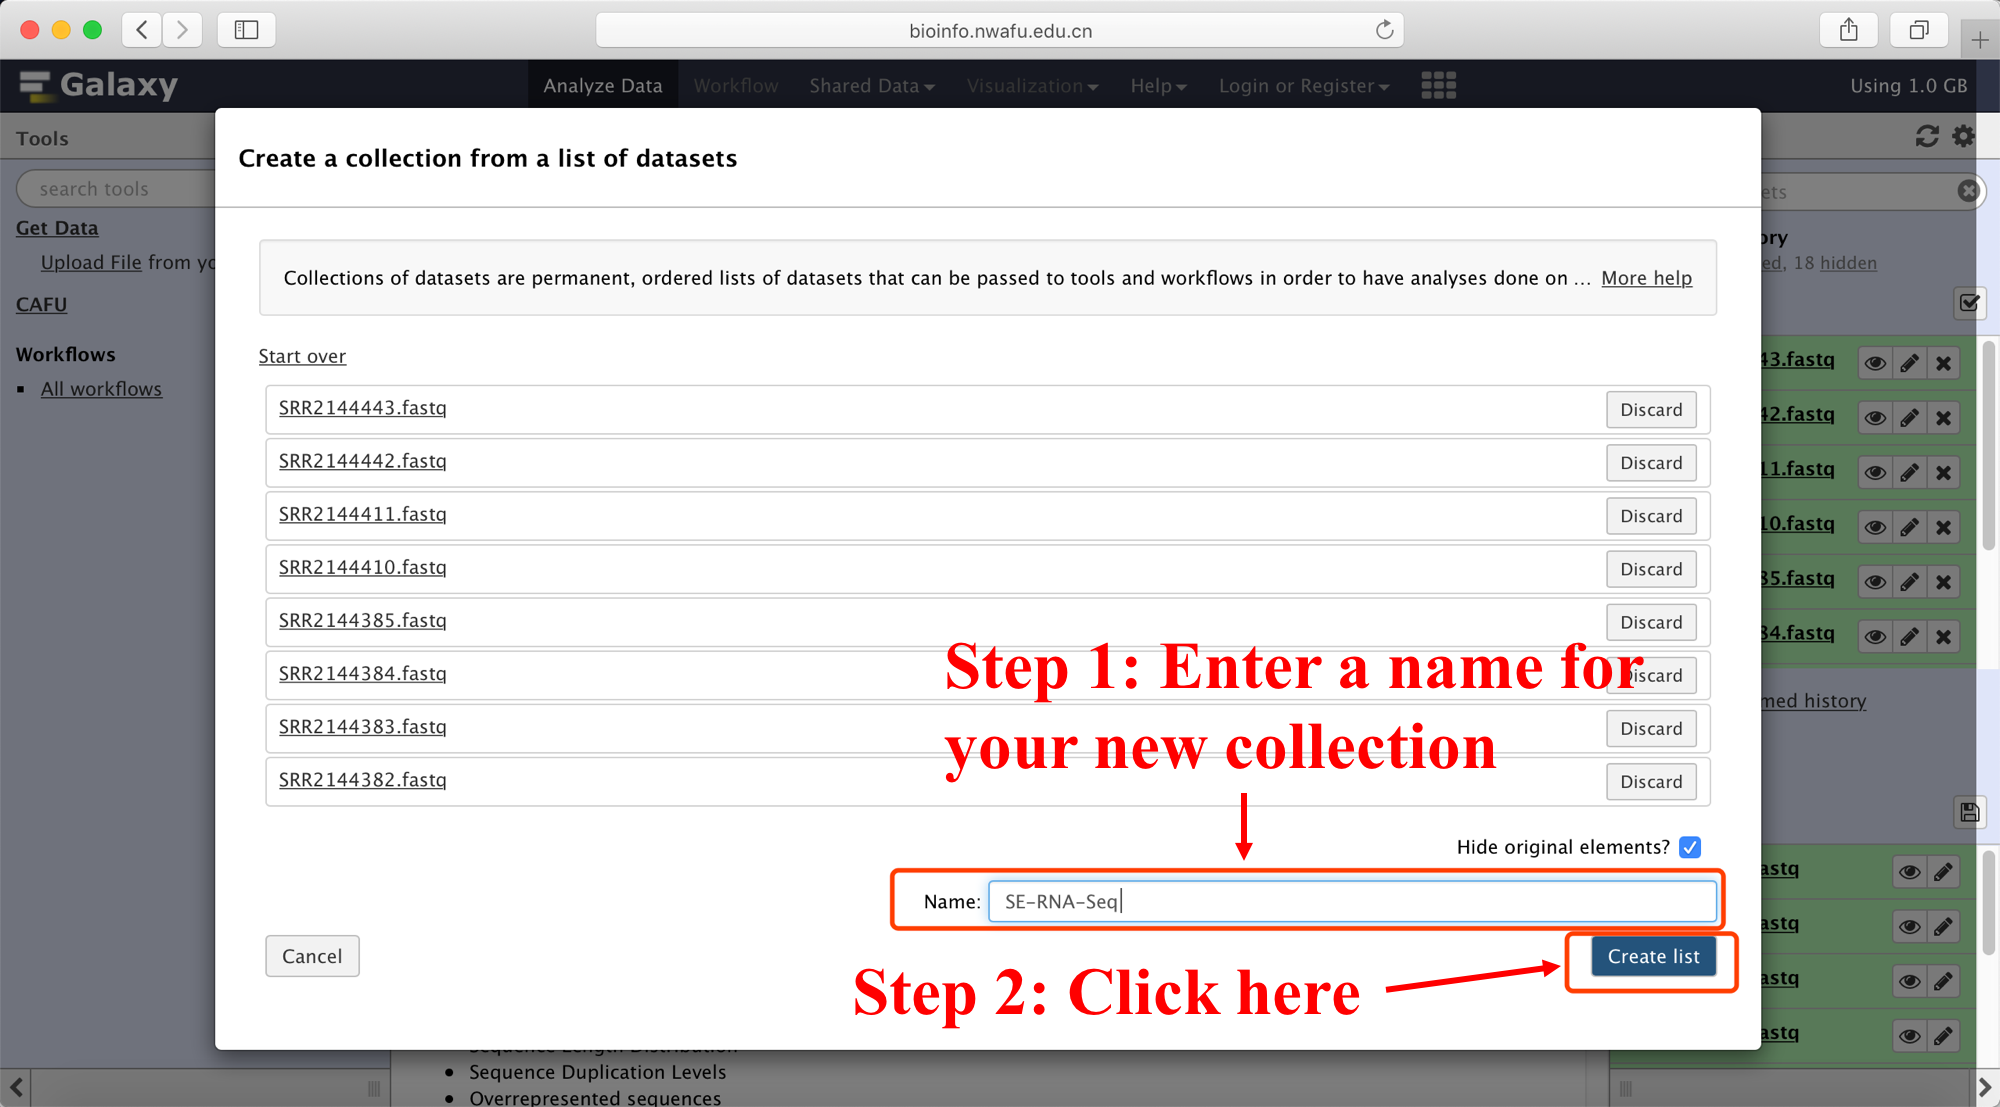 bioinfo.nwafu.edu.cn
Galaxy
Analyze Data Workflow Shared Data Visualization Help Login or Register Using 1.0 GB
Tools
search tools
Get Data
Upload File from yo
CAFU
Workflows
All workflows
Create a collection from a list of datasets
Collections of datasets are permanent, ordered lists of datasets that can be passed to tools and workflows in order to have analyses done on ... More help
Start over
SRR2144443.fastq Discard
SRR2144442.fastq Discard
SRR2144411.fastq Discard
SRR2144410.fastq Discard
SRR2144385.fastq Discard
SRR2144384.fastq Discard
SRR2144383.fastq Discard
SRR2144382.fastq Discard
Step 1: Enter a name for
your new collection
Hide original elements?
Name: SE-RNA-Seq
Cancel
Create list
Step 2: Click here
Sequence Length Distribution
Sequence Duplication Levels
Overrepresented sequences
ets
ory
ed, 18 hidden
43.fastq
42.fastq
11.fastq
10.fastq
85.fastq
84.fastq
med history
astq
astq
astq
astq